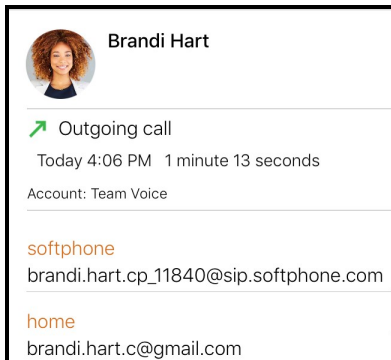 Brandi Hart
Outgoing call
Today 4:06 PM 1 minute 13 seconds
Account: Team Voice
softphone
brandi.hart.cp_11840@sip.softphone.com
home
brandi.hart.c@gmail.com